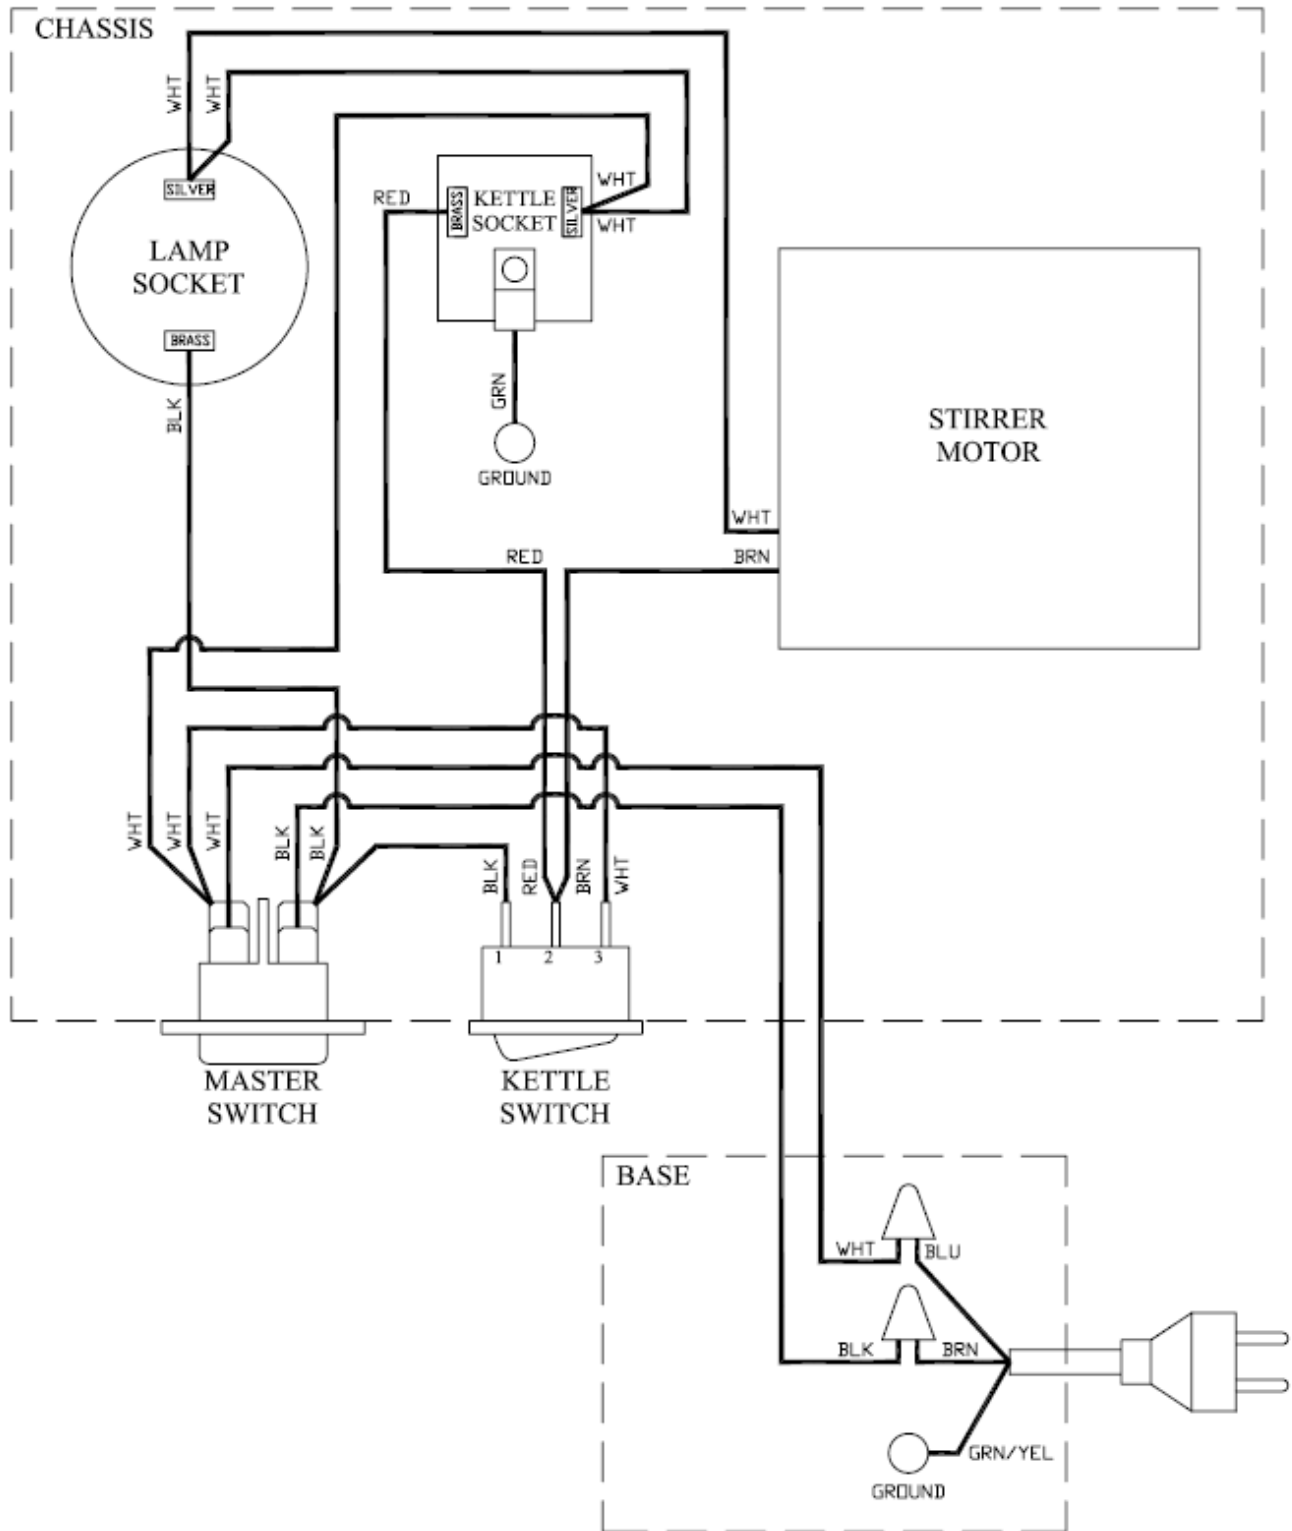 CHASSIS
WHT
WHT
SILVER
LAMP
SOCKET
BRASS
BLK
RED
BRASS
KETTLE
SOCKET
SILVER
WHT
WHT
GRN
GROUND
STIRRER
MOTOR
WHT
RED
BRN
WHT
WHT
WHT
BLK
BLK
BLK
RED
BRN
WHT
1
2
3
MASTER
SWITCH
KETTLE
SWITCH
BASE
WHT
BLU
BLK
BRN
GRN/YEL
GROUND